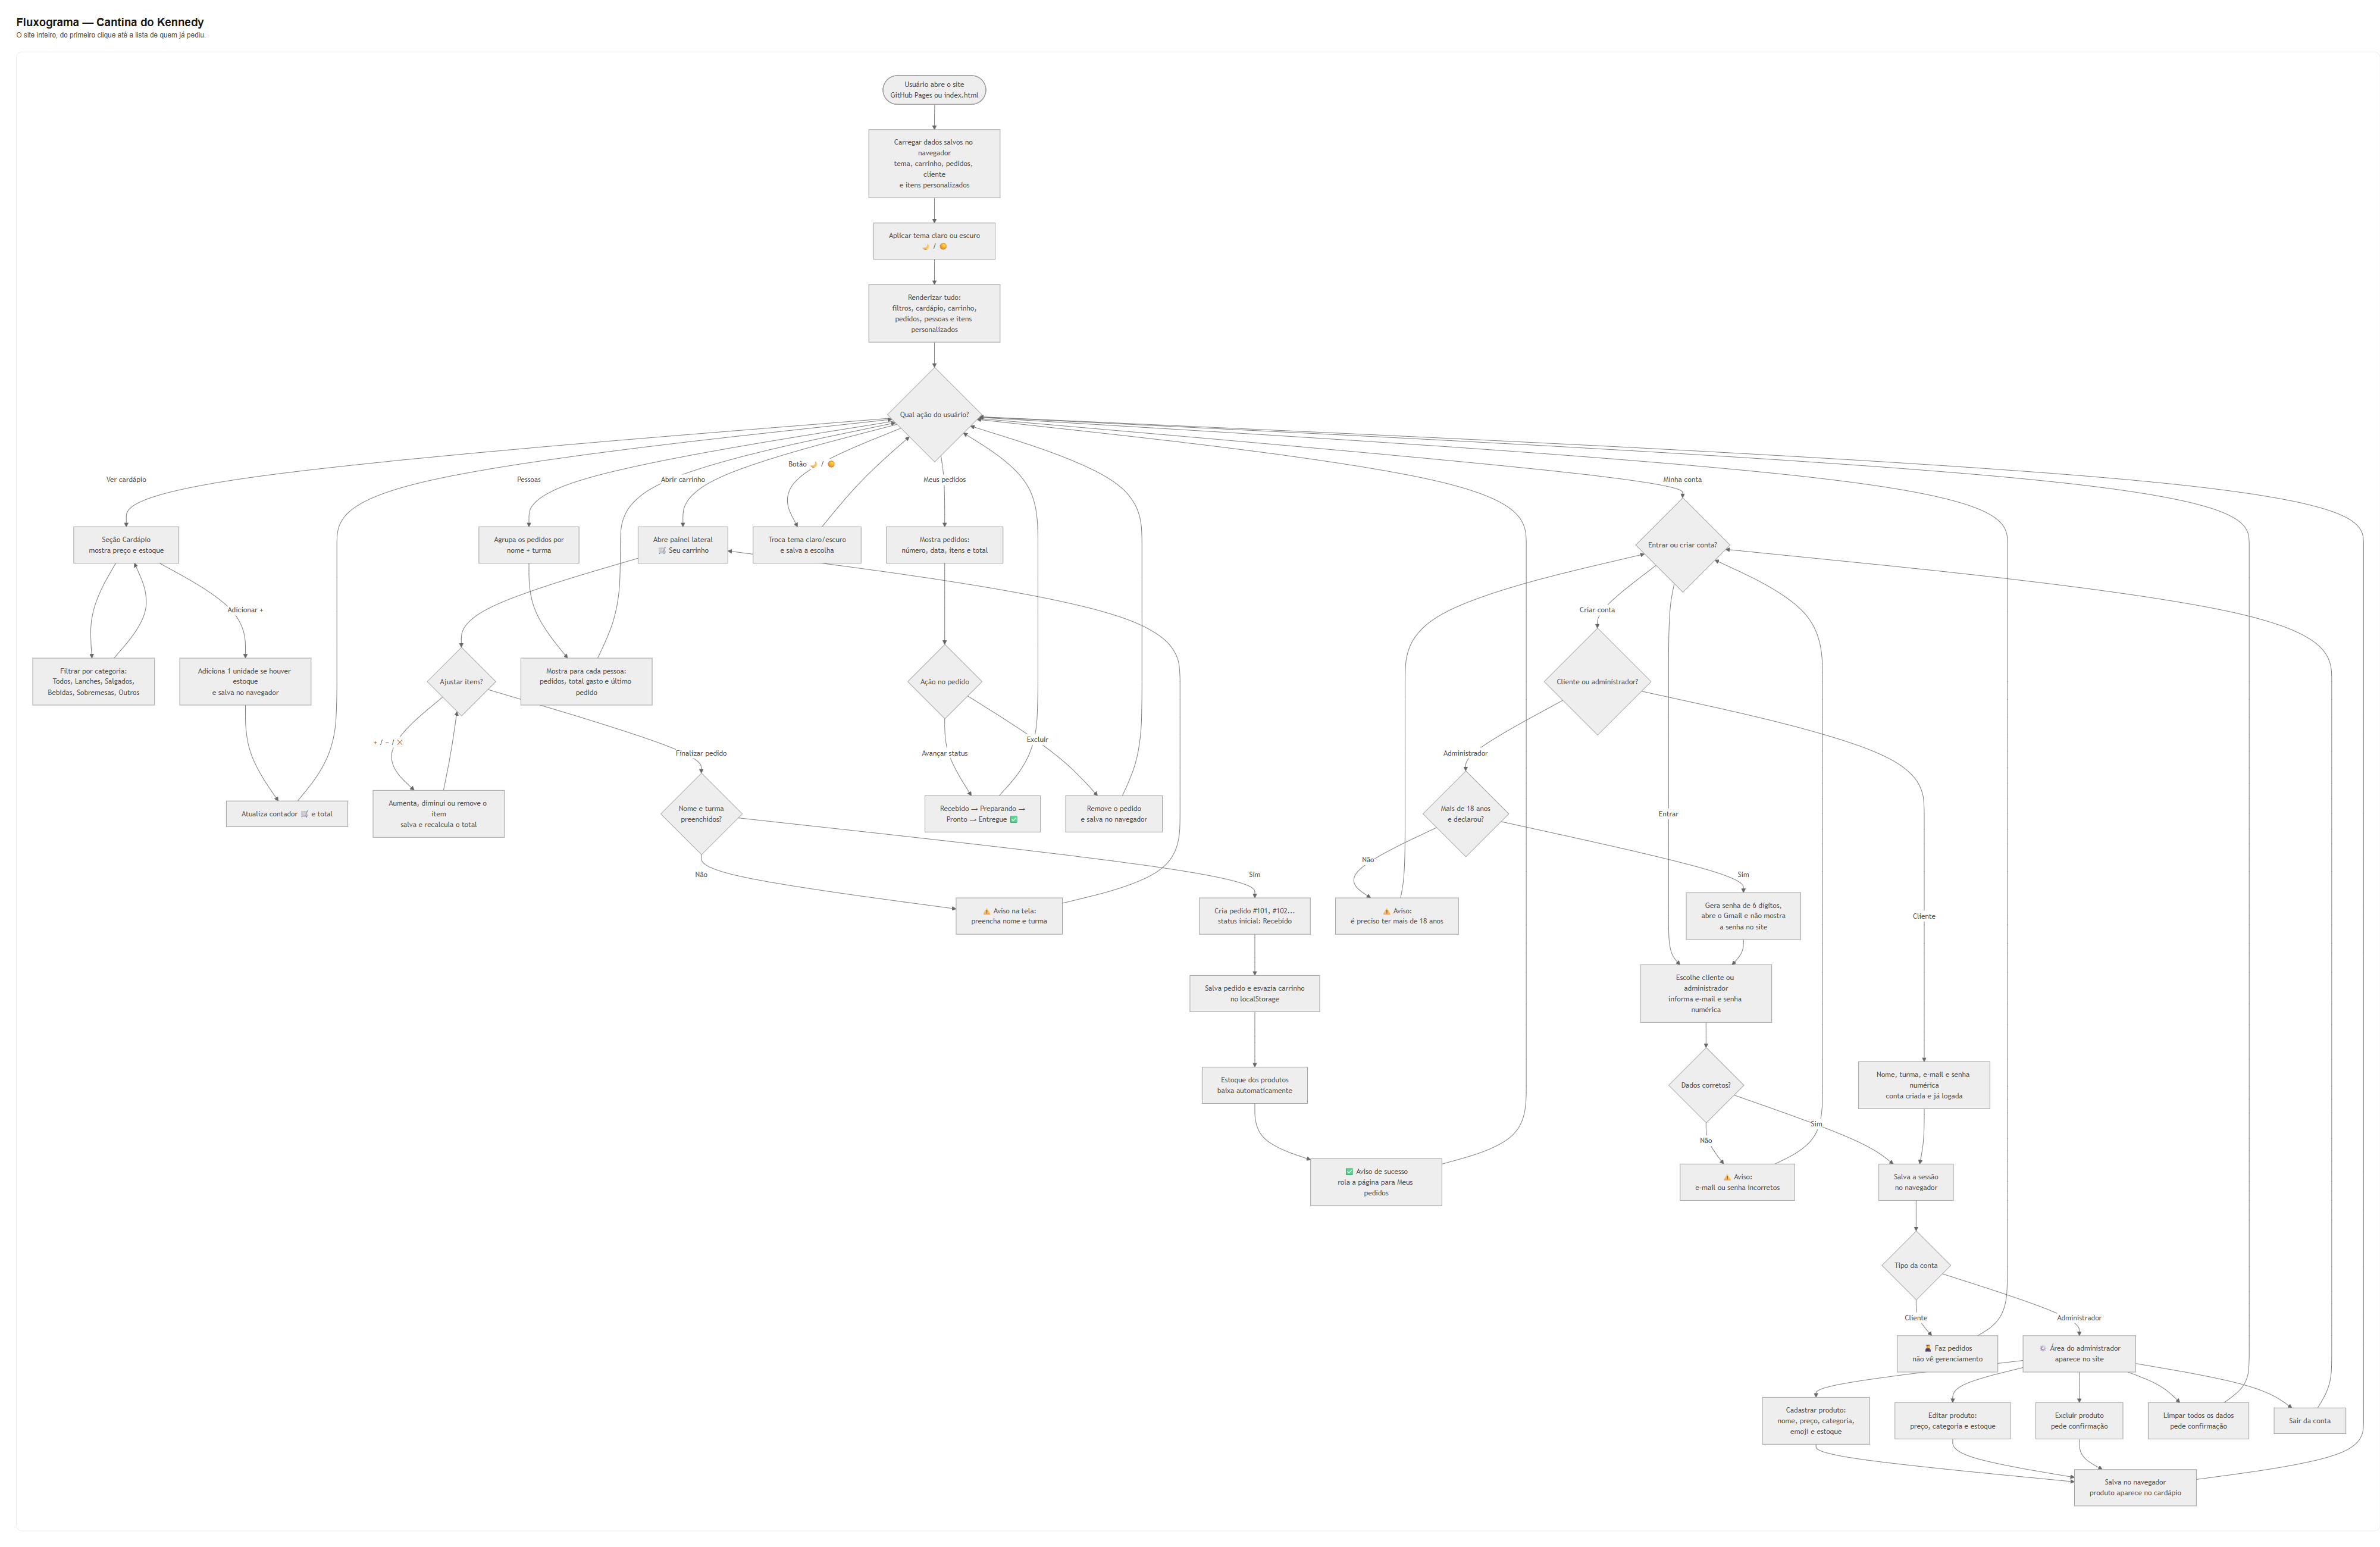 Fluxograma — Cantina do Kennedy
O site inteiro, do primeiro clique até a lista de quem já pediu.
Usuário abre o site
GitHub Pages ou index.html
Carregar dados salvos no
navegador
tema, carrinho, pedidos,
cliente
e itens personalizados
Aplicar tema claro ou escuro
🌙 / 🟠
Renderizar tudo:
filtros, cardápio, carrinho,
pedidos, pessoas e itens
personalizados
Qual ação do usuário?
Botão 🌙 / 🟠
Ver cardápio
Pessoas
Abrir carrinho
Meus pedidos
Minha conta
Seção Cardápio
mostra preço e estoque
Agrupa os pedidos por
nome + turma
Abre painel lateral
🛒 Seu carrinho
Troca tema claro/escuro
e salva a escolha
Mostra pedidos:
número, data, itens e total
Entrar ou criar conta?
Adicionar +
Criar conta
Filtrar por categoria:
Todos, Lanches, Salgados,
Bebidas, Sobremesas, Outros
Adiciona 1 unidade se houver
estoque
e salva no navegador
Ajustar itens?
Mostra para cada pessoa:
pedidos, total gasto e último
pedido
Ação no pedido
Cliente ou administrador?
+ / − / ✕
Finalizar pedido
Avançar status
Excluir
Administrador
Atualiza contador 🛒 e total
Aumenta, diminui ou remove o
item
salva e recalcula o total
Nome e turma
preenchidos?
Recebido → Preparando →
Pronto → Entregue ✅
Remove o pedido
e salva no navegador
Mais de 18 anos
e declarou?
Entrar
Não
Sim
Não
Sim
⚠️ Aviso na tela:
preencha nome e turma
Cria pedido #101, #102...
status inicial: Recebido
⚠️ Aviso:
é preciso ter mais de 18 anos
Gera senha de 6 dígitos,
abre o Gmail e não mostra
a senha no site
Cliente
Salva pedido e esvazia carrinho
no localStorage
Escolhe cliente ou
administrador
informa e-mail e senha
numérica
Estoque dos produtos
baixa automaticamente
Dados corretos?
Nome, turma, e-mail e senha
numérica
conta criada e já logada
Não
Sim
✅ Aviso de sucesso
rola a página para Meus
pedidos
⚠️ Aviso:
e-mail ou senha incorretos
Salva a sessão
no navegador
Tipo da conta
Cliente
Administrador
Faz pedidos
não vê gerenciamento
⚙️ Área do administrador
aparece no site
Cadastrar produto:
nome, preço, categoria,
emoji e estoque
Editar produto:
preço, categoria e estoque
Excluir produto
pede confirmação
Limpar todos os dados
pede confirmação
Sair da conta
Salva no navegador
produto aparece no cardápio